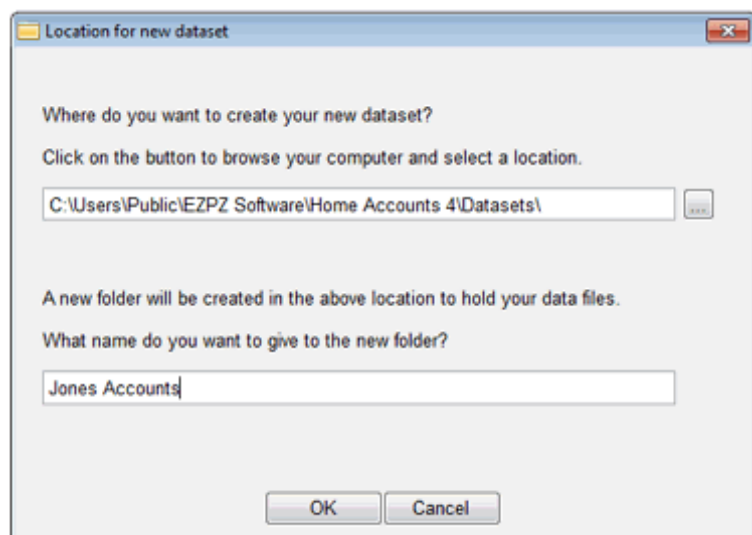 Location for new dataset
Where do you want to create your new dataset?
Click on the button to browse your computer and select a location.
C:\Users\Public\EZPZ Software\Home Accounts 4\Datasets\
...
A new folder will be created in the above location to hold your data files.
What name do you want to give to the new folder?
Jones Accounts
OK Cancel